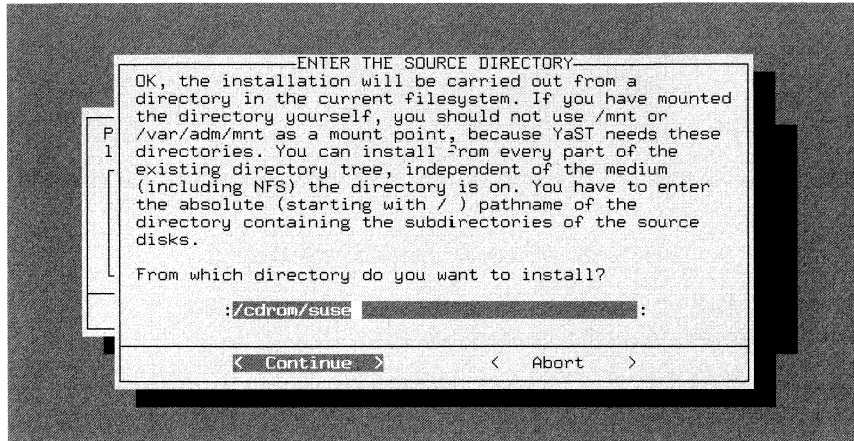 ENTER THE SOURCE DIRECTORY
OK, the installation will be carried out from a
directory in the current filesystem. If you have mounted
the directory yourself, you should not use /mnt or
/var/adm/mnt as a mount point, because YaST needs these
directories. You can install from every part of the
existing directory tree, independent of the medium
(including NFS) the directory is on. You have to enter
the absolute (starting with / ) pathname of the
directory containing the subdirectories of the source
disks.
From which directory do you want to install?
:/cdrom/suse :
< Continue > < Abort >
P
l